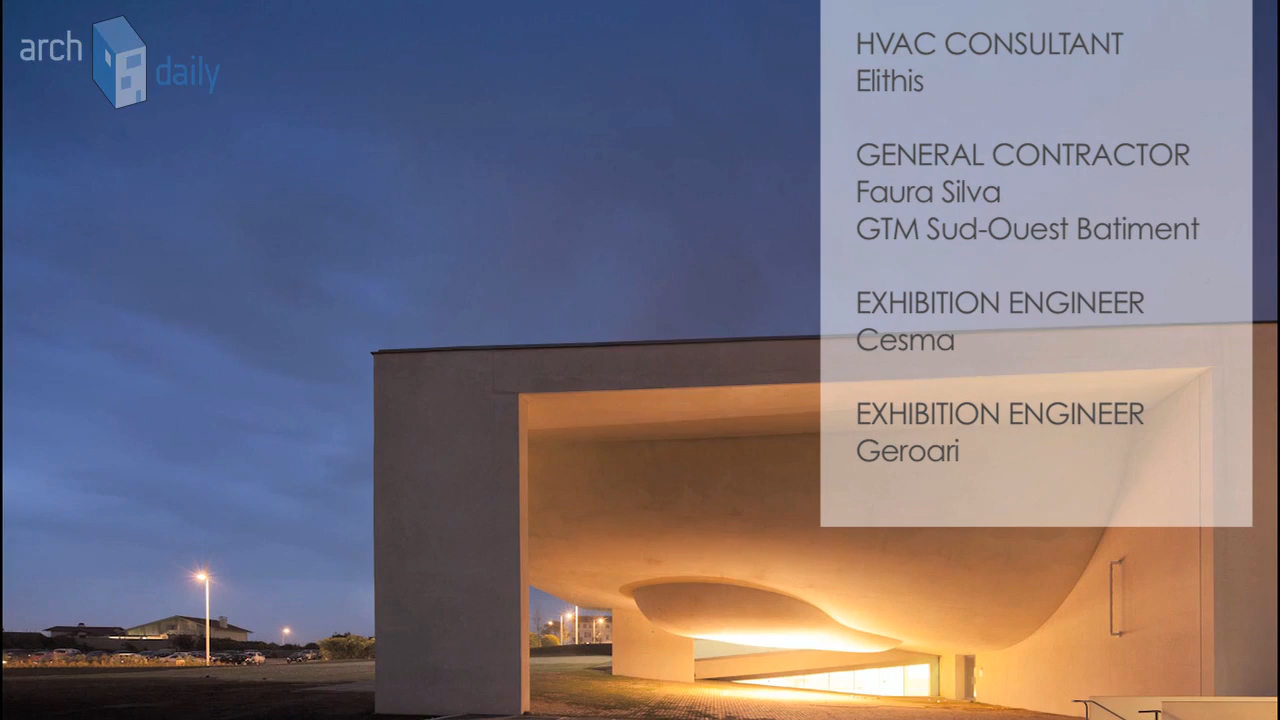 arch
daily
HVAC CONSULTANT
Elithis
GENERAL CONTRACTOR
Faura Silva
GTM Sud-Ouest Batiment
EXHIBITION ENGINEER
Cesma
EXHIBITION ENGINEER
Geroari